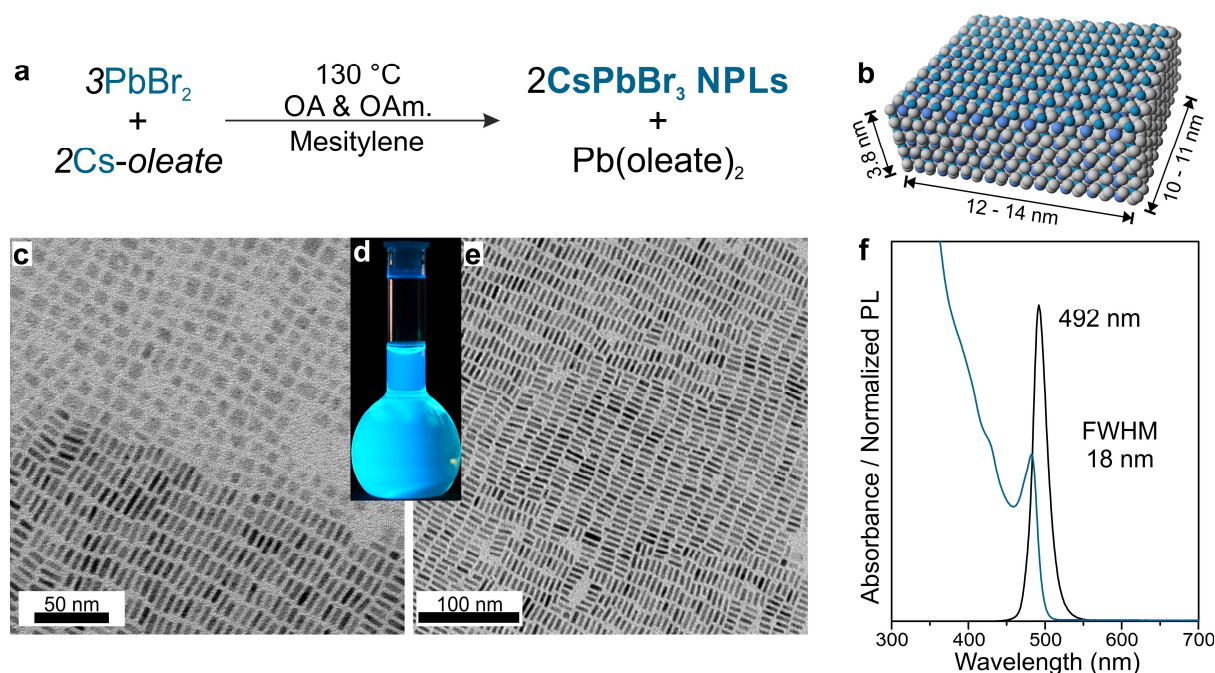 a
3PbBr₂
+
2Cs-oleate
130 °C
OA & OAm.
Mesitylene
2CsPbBr₃ NPLs
+
Pb(oleate)₂
b
3.8 nm
12 - 14 nm
10 - 11 nm
c
50 nm
d
e
100 nm
f
Absorbance / Normalized PL
492 nm
FWHM
18 nm
300 400 500 600 700
Wavelength (nm)